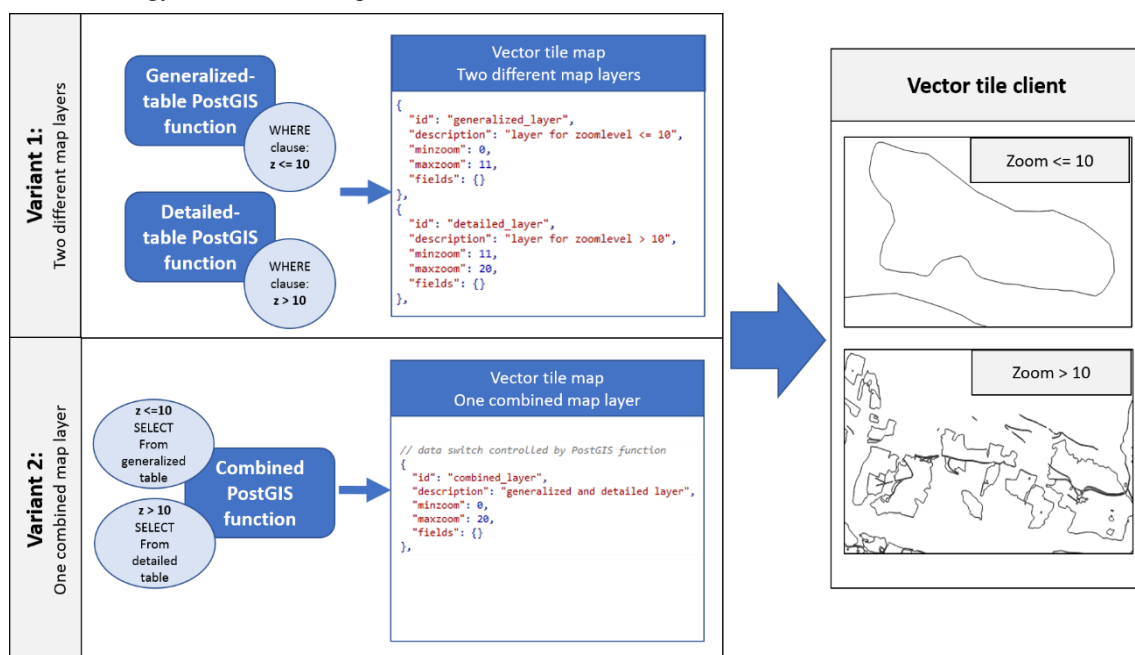 Variant 1:
Two different map layers
Generalized-
table PostGIS
function
WHERE
clause:
z <= 10
Detailed-
table PostGIS
function
WHERE
clause:
z > 10
Vector tile map
Two different map layers
{
"id": "generalized_layer",
"description": "layer for zoomlevel <= 10",
"minzoom": 0,
"maxzoom": 11,
"fields": {}
},
{
"id": "detailed_layer",
"description": "layer for zoomlevel > 10",
"minzoom": 11,
"maxzoom": 20,
"fields": {}
},
Variant 2:
One combined map layer
z <=10
SELECT
From
generalized
table
z > 10
SELECT
From
detailed
table
Combined
PostGIS
function
Vector tile map
One combined map layer
// data switch controlled by PostGIS function
{
"id": "combined_layer",
"description": "generalized and detailed layer",
"minzoom": 0,
"maxzoom": 20,
"fields": {}
},
Vector tile client
Zoom <= 10
Zoom > 10